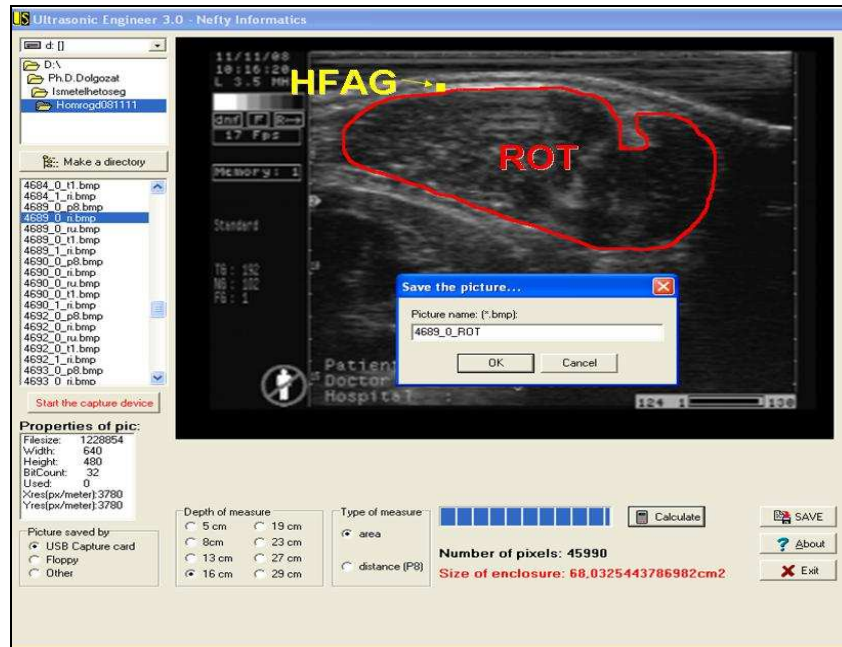 Ultrasonic Engineer 3.0 - Nefty Informatics
d: []
D:\
Ph.D.Dolgozat
Ismetelhetoseg
Homrogd081111
Make a directory
4684_0_t1.bmp
4684_1_ri.bmp
4689_0_p8.bmp
4689_0_ri.bmp
4689_0_ru.bmp
4689_0_t1.bmp
4689_1_ri.bmp
4690_0_p8.bmp
4690_0_ri.bmp
4690_0_ru.bmp
4690_0_t1.bmp
4690_1_ri.bmp
4692_0_p8.bmp
4692_0_ri.bmp
4692_0_ru.bmp
4692_0_t1.bmp
4692_1_ri.bmp
4693_0_p8.bmp
4693_0_ri.bmp
Start the capture device
Properties of pic:
Filesize: 1228854
Width: 640
Height: 480
BitCount: 32
Used: 0
Xres(px/meter):3780
Yres(px/meter):3780
Picture saved by
USB Capture card
Floppy
Other
11/11/08
10:16:20
L 3.5 MH
HFAG
dnf F R
17 Fps
ROT
Memory: 1
Standard
TG : 192
NG : 102
FG : 1
Patien
Doctor
Hospital :
124 1 130
Save the picture...
Picture name: (*.bmp):
4689_0_ROT
OK
Cancel
Depth of measure
5 cm 19 cm
8cm 23 cm
13 cm 27 cm
16 cm 29 cm
Type of measure
area
distance (P8)
Calculate
Number of pixels: 45990
Size of enclosure: 68,0325443786982cm2
SAVE
About
Exit